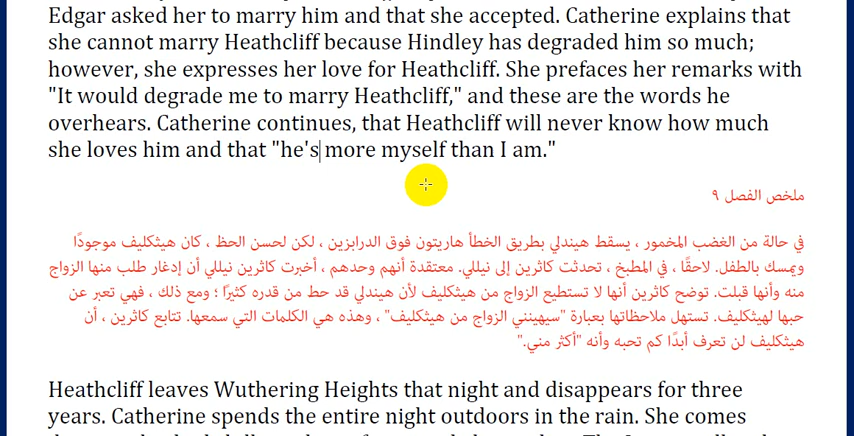 Edgar asked her to marry him and that she accepted. Catherine explains that
she cannot marry Heathcliff because Hindley has degraded him so much;
however, she expresses her love for Heathcliff. She prefaces her remarks with
"It would degrade me to marry Heathcliff," and these are the words he
overhears. Catherine continues, that Heathcliff will never know how much
she loves him and that "he's more myself than I am."
ملخص الفصل ٩
في حالة من الغضب المخمور ، يسقط هيندلي بطريق الخطأ هاريتون فوق الدرابزين ، لكن لحسن الحظ ، كان هيثكليف موجودًا
ويمسك بالطفل. لاحقًا ، في المطبخ ، تحدثت كاثرين إلى نيللي. معتقدة أنهم وحدهم ، أخبرت كاثرين نيللي أن إدغار طلب منها الزواج
منه وأنها قبلت. توضح كاثرين أنها لا تستطيع الزواج من هيثكليف لأن هيندلي قد حط من قدره كثيرًا ؛ ومع ذلك ، فهي تعبر عن
حبها لهيثكليف. تستهل ملاحظاتها بعبارة "سيهينني الزواج من هيثكليف" ، وهذه هي الكلمات التي سمعها. تتابع كاثرين ، أن
هيثكليف لن تعرف أبدًا كم تحبه وأنه "أكثر مني."
Heathcliff leaves Wuthering Heights that night and disappears for three
years. Catherine spends the entire night outdoors in the rain. She comes